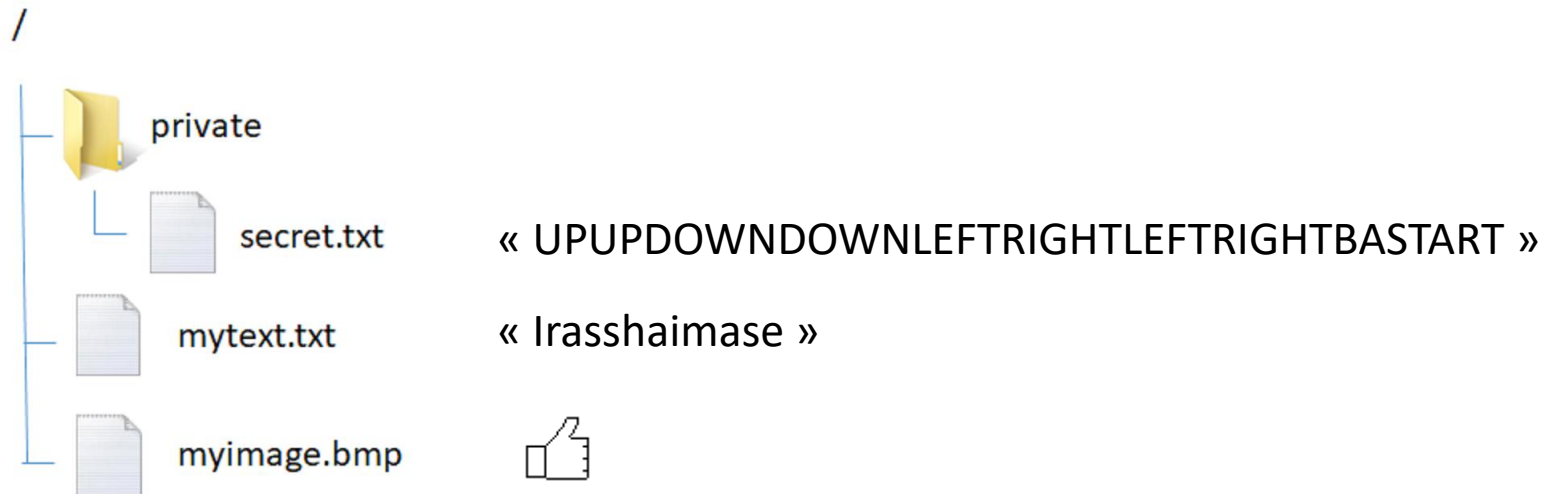 /
private
secret.txt « UPUPDOWNDOWNLEFTRIGHTLEFTRIGHTBASTART »
mytext.txt « Irasshaimase »
myimage.bmp